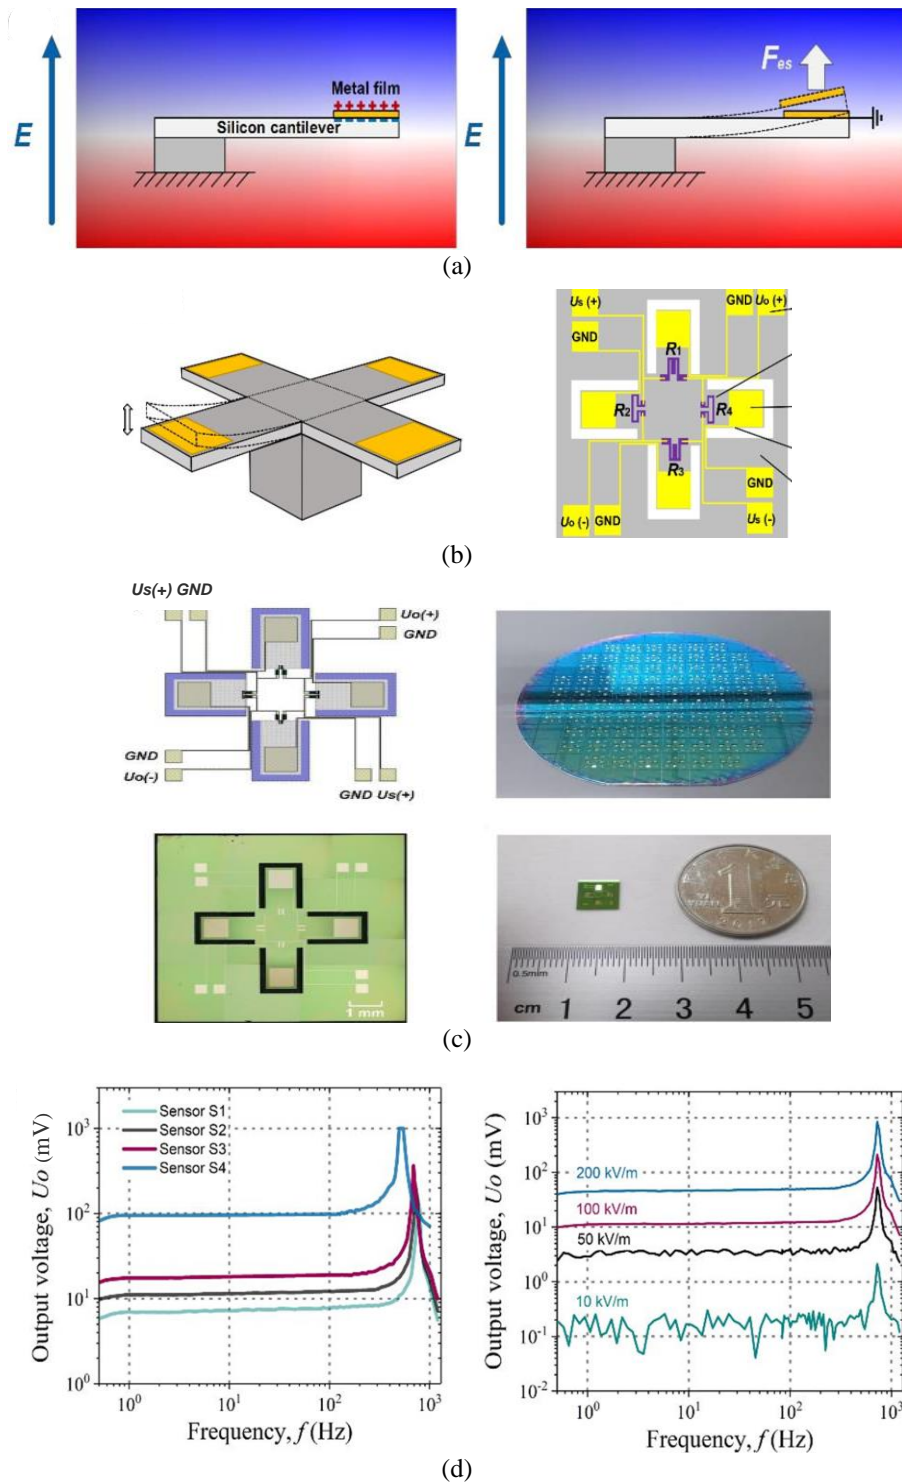 E
Metal film
++++++
Silicon cantilever
E
Fes
(a)
Us (+)
GND
GND
Uo (+)
R1
R2
R4
R3
GND
Uo (-)
GND
Us (-)
(b)
Us(+) GND
Uo(+)
GND
GND
Uo(-)
GND Us(+)
1 mm
1
0.5mm
cm 1 2 3 4 5
(c)
Output voltage, Uo (mV)
10³
10²
10¹
10⁰
Sensor S1
Sensor S2
Sensor S3
Sensor S4
10⁰ 10¹ 10² 10³
Frequency, f (Hz)
Output voltage, Uo (mV)
10³
10²
10¹
10⁰
10⁻¹
10⁻²
200 kV/m
100 kV/m
50 kV/m
10 kV/m
10⁰ 10¹ 10² 10³
Frequency, f (Hz)
(d)